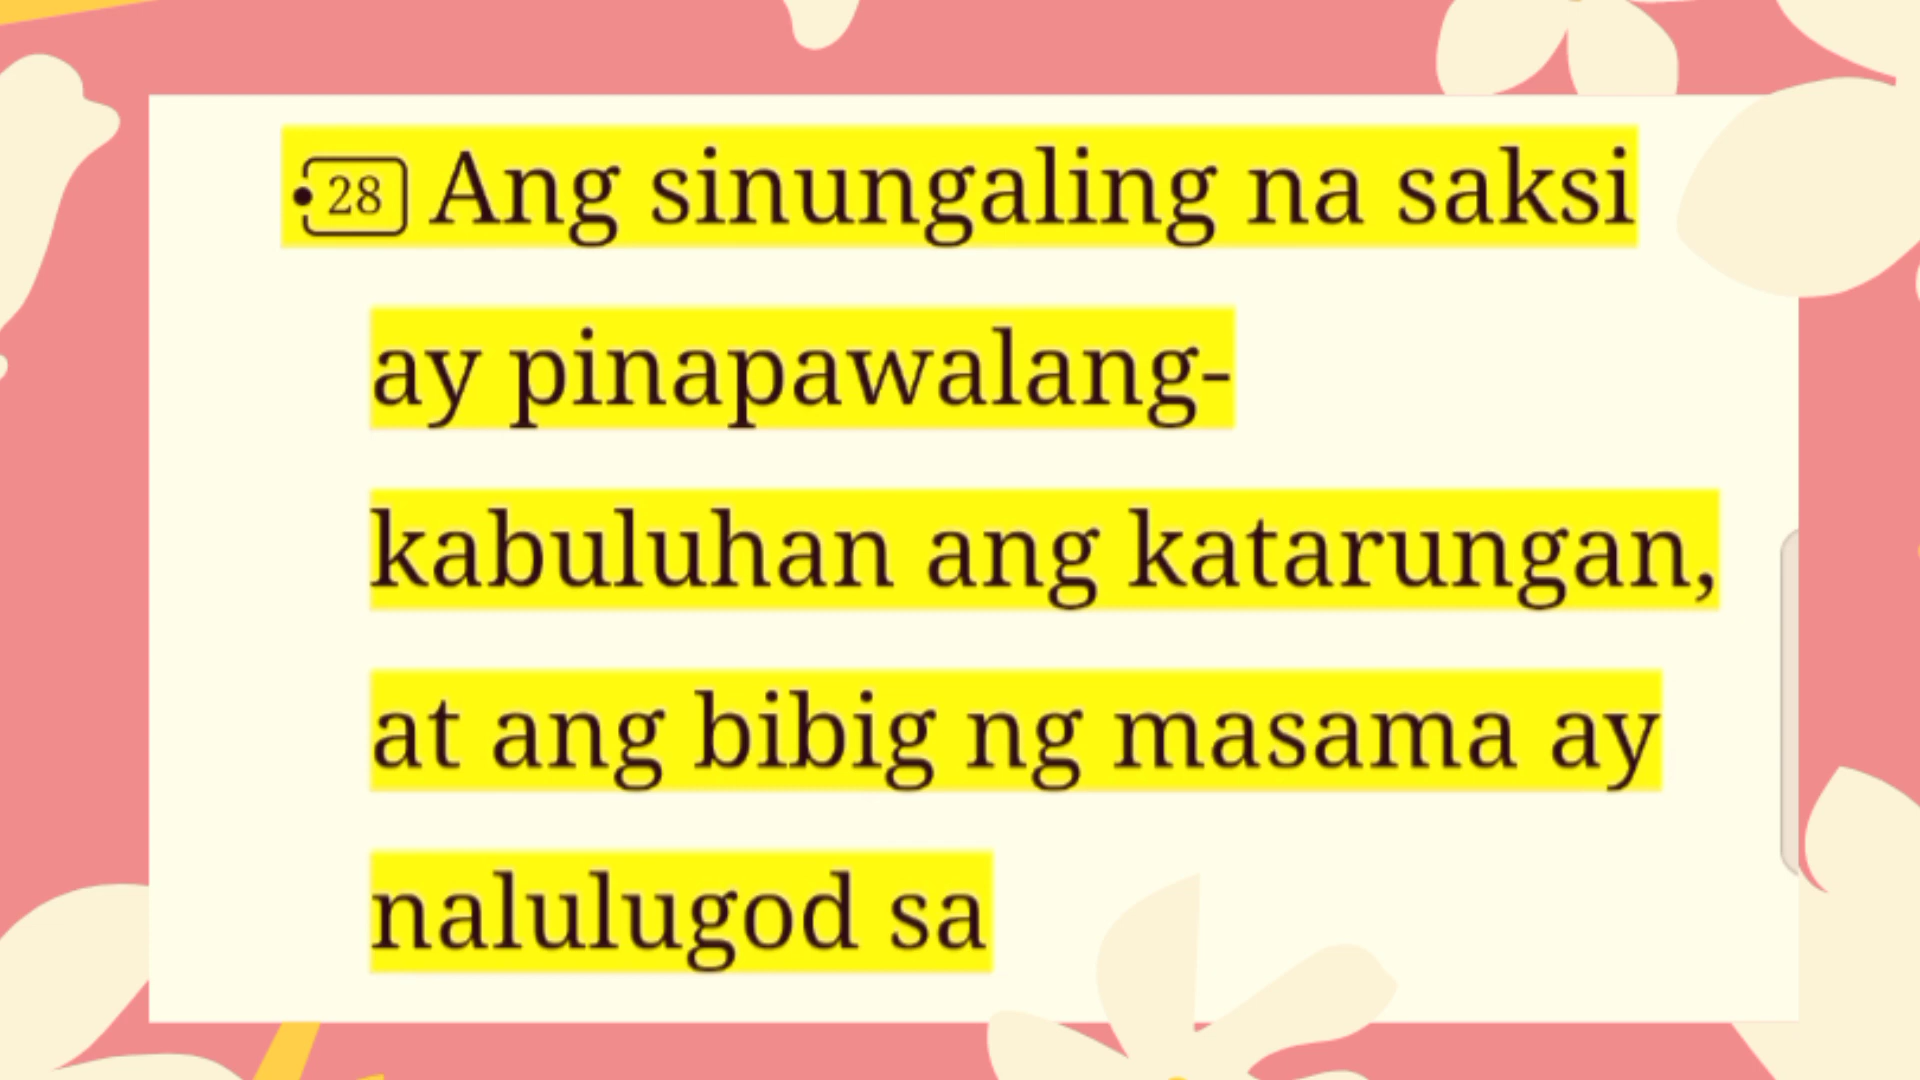 28 Ang sinungaling na saksi
ay pinapawalang-
kabuluhan ang katarungan,
at ang bibig ng masama ay
nalulugod sa